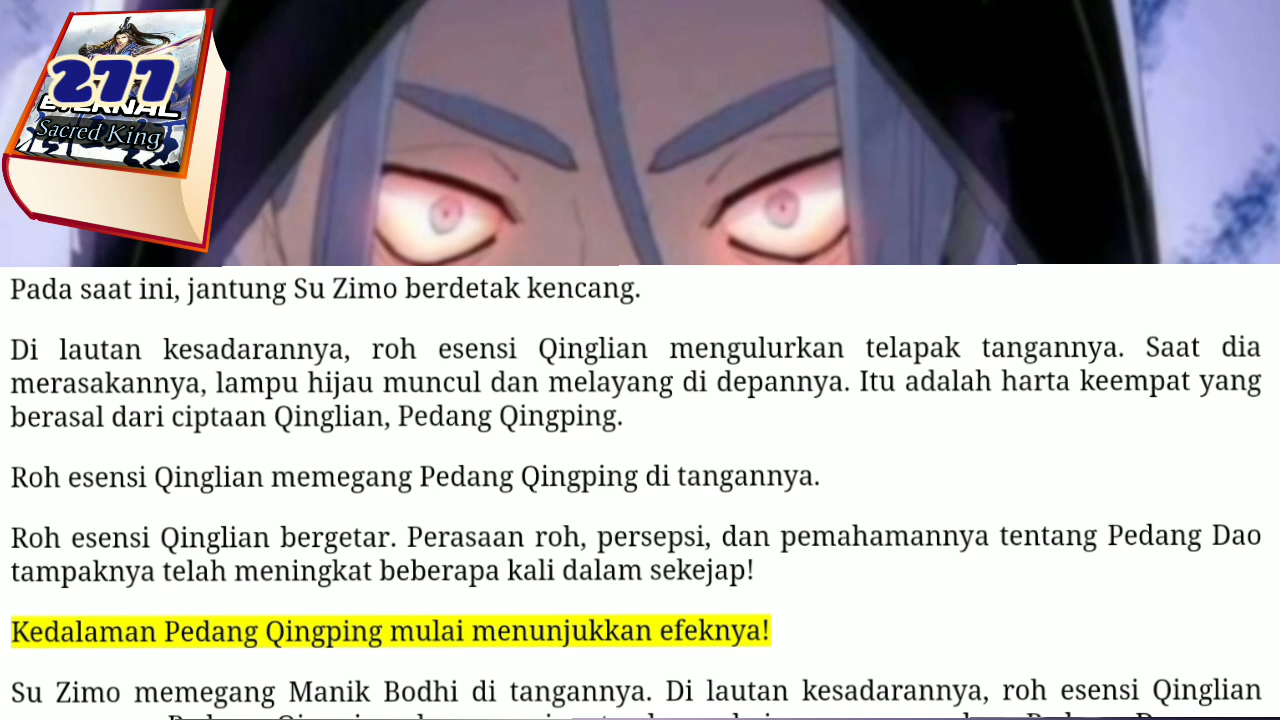 277
ETERNAL
Sacred King
Pada saat ini, jantung Su Zimo berdetak kencang.
Di lautan kesadarannya, roh esensi Qinglian mengulurkan telapak tangannya. Saat dia
merasakannya, lampu hijau muncul dan melayang di depannya. Itu adalah harta keempat yang
berasal dari ciptaan Qinglian, Pedang Qingping.
Roh esensi Qinglian memegang Pedang Qingping di tangannya.
Roh esensi Qinglian bergetar. Perasaan roh, persepsi, dan pemahamannya tentang Pedang Dao
tampaknya telah meningkat beberapa kali dalam sekejap!
Kedalaman Pedang Qingping mulai menunjukkan efeknya!
Su Zimo memegang Manik Bodhi di tangannya. Di lautan kesadarannya, roh esensi Qinglian